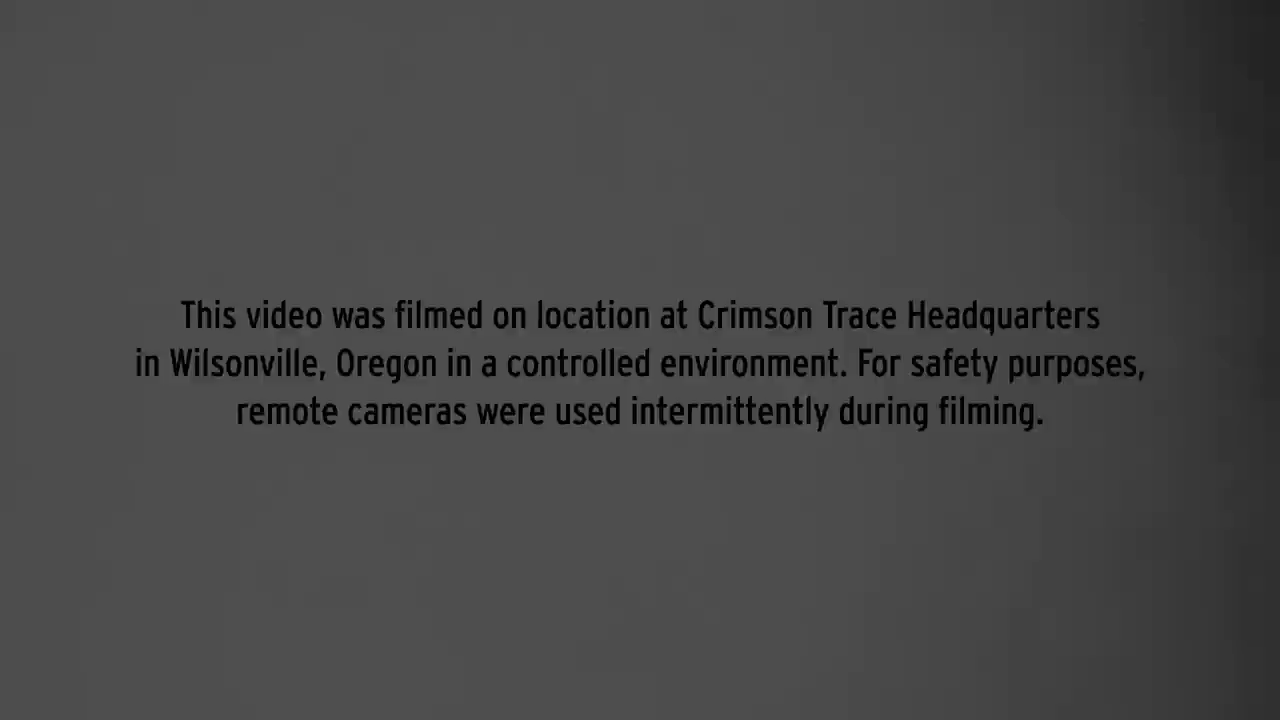 This video was filmed on location at Crimson Trace Headquarters
in Wilsonville, Oregon in a controlled environment. For safety purposes,
remote cameras were used intermittently during filming.